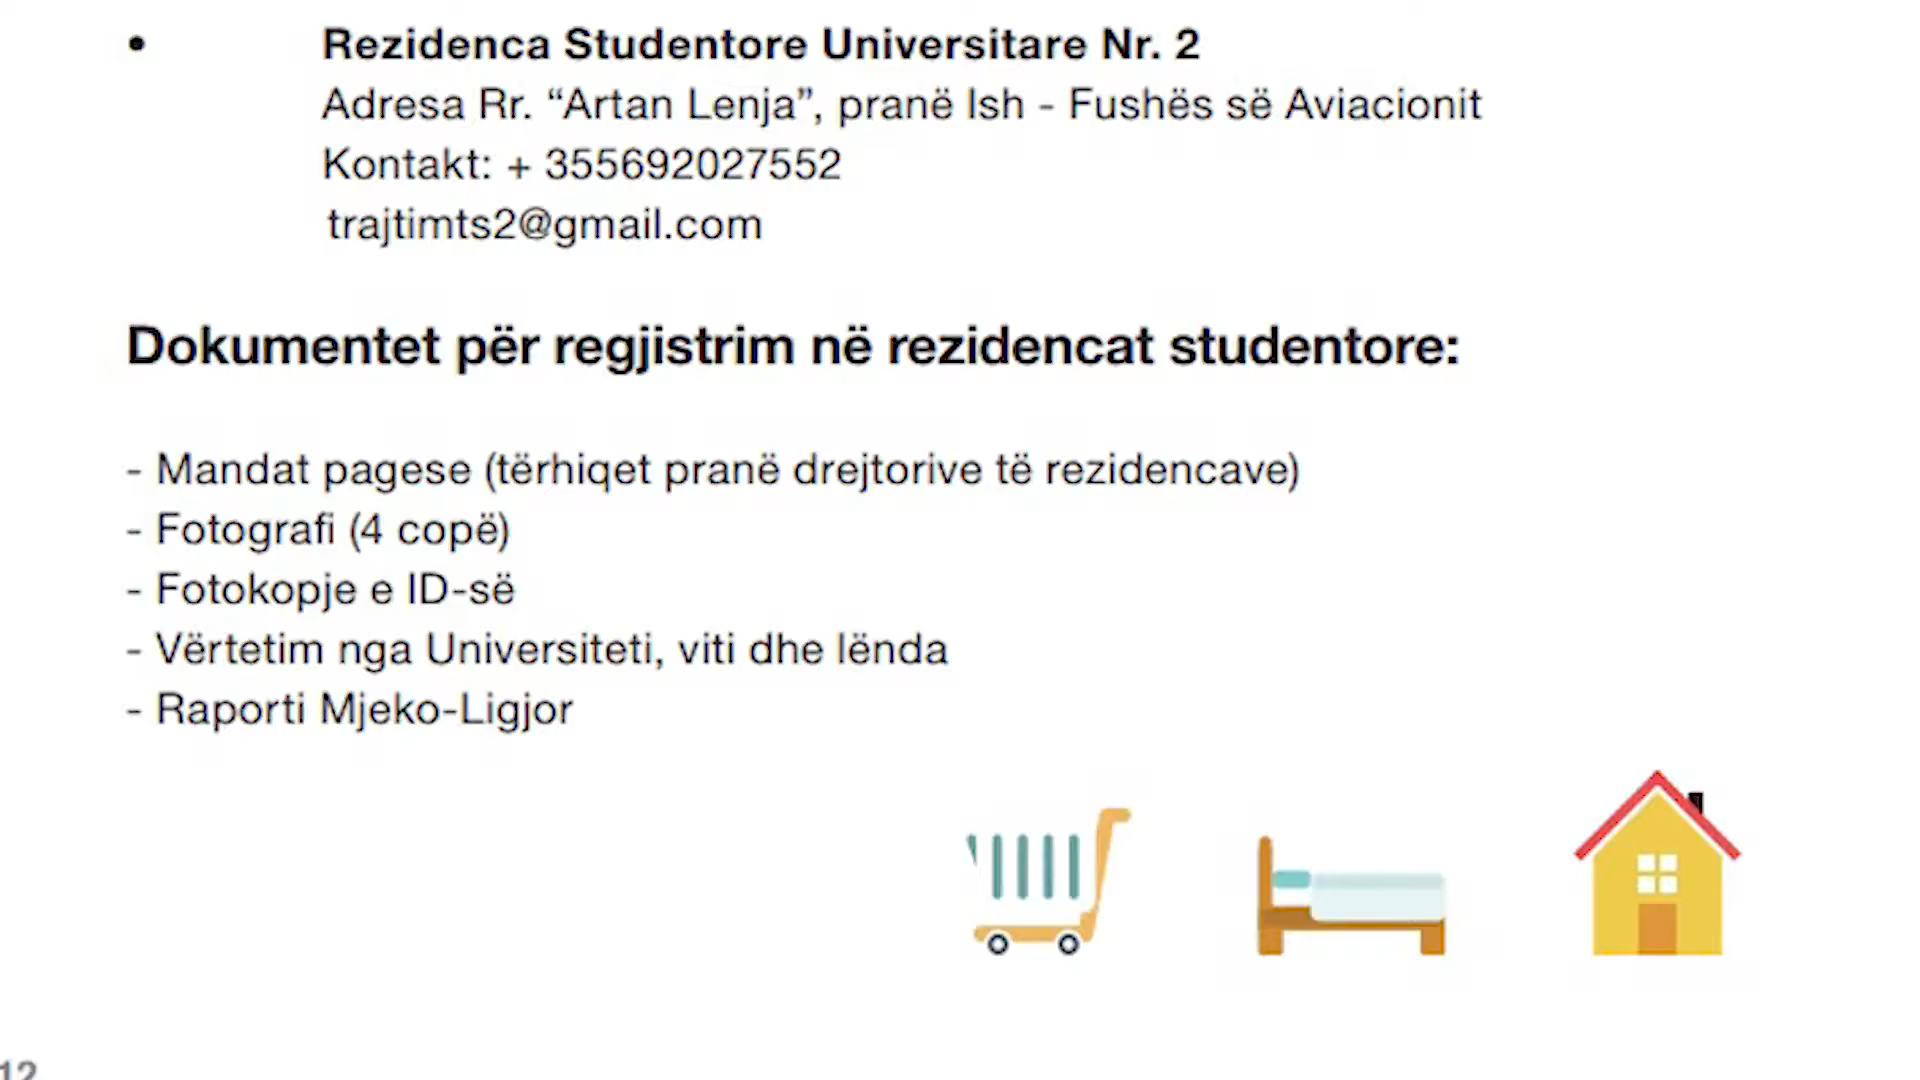 • Rezidenca Studentore Universitare Nr. 2
Adresa Rr. “Artan Lenja”, pranë Ish - Fushës së Aviacionit
Kontakt: + 355692027552
trajtimts2@gmail.com
Dokumentet për regjistrim në rezidencat studentore:
- Mandat pagese (tërhiqet pranë drejtorive të rezidencave)
- Fotografi (4 copë)
- Fotokopje e ID-së
- Vërtetim nga Universiteti, viti dhe lënda
- Raporti Mjeko-Ligjor
12